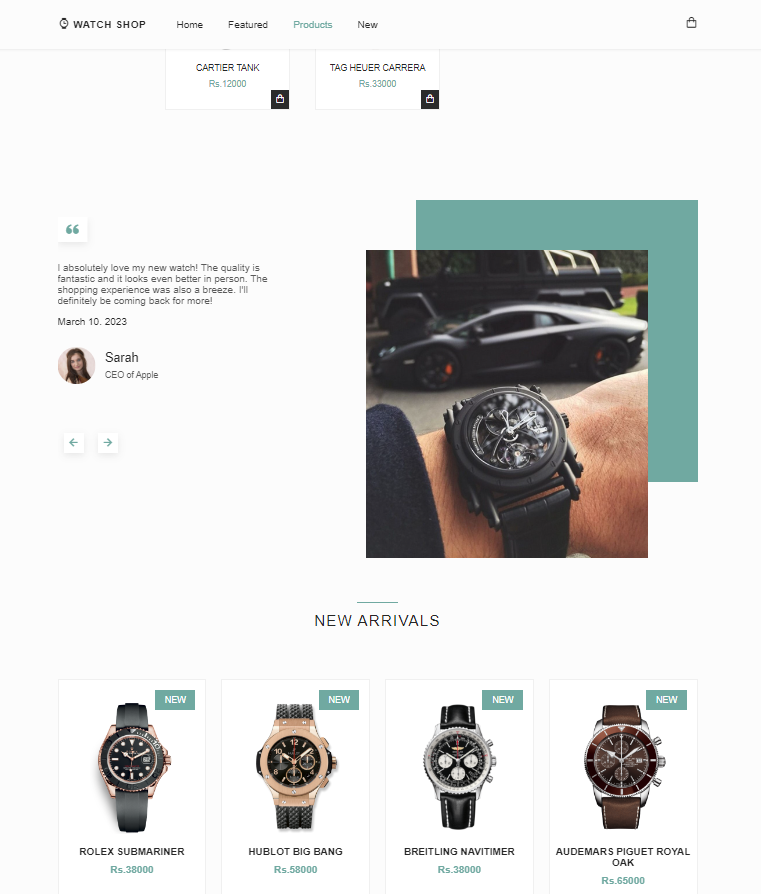 WATCH SHOP Home Featured Products New
CARTIER TANK TAG HEUER CARRERA
Rs.12000 Rs.33000
I absolutely love my new watch! The quality is
fantastic and it looks even better in person. The
shopping experience was also a breeze. I'll
definitely be coming back for more!
March 10. 2023
Sarah
CEO of Apple
NEW ARRIVALS
NEW NEW NEW NEW
ROLEX SUBMARINER HUBLOT BIG BANG BREITLING NAVITIMER AUDEMARS PIGUET ROYAL
OAK
Rs.38000 Rs.58000 Rs.38000
Rs.65000